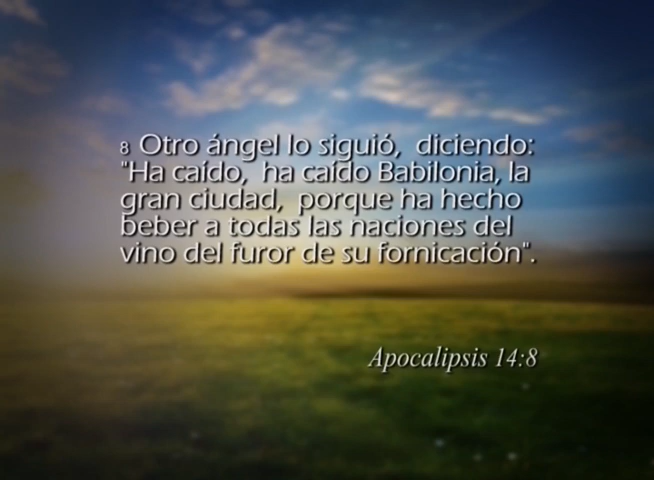 8 Otro ángel lo siguió, diciendo:
"Ha caído, ha caído Babilonia, la
gran ciudad, porque ha hecho
beber a todas las naciones del
vino del furor de su fornicación".
Apocalipsis 14:8